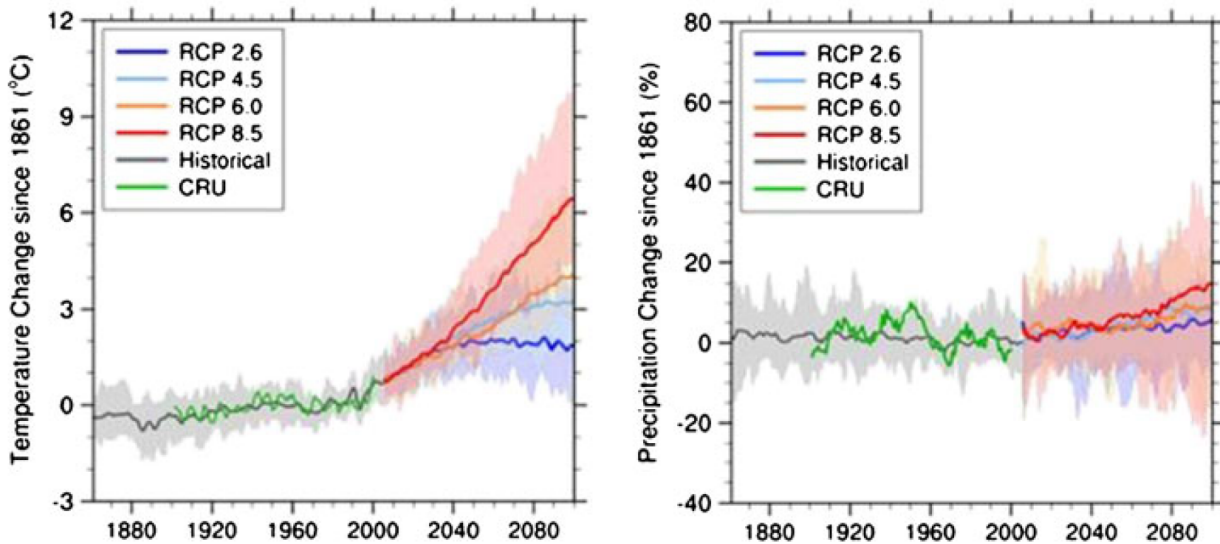 Temperature Change since 1861 (°C)
12
9
6
3
0
-3
RCP 2.6
RCP 4.5
RCP 6.0
RCP 8.5
Historical
CRU
1880 1920 1960 2000 2040 2080
Precipitation Change since 1861 (%)
80
60
40
20
0
-20
-40
RCP 2.6
RCP 4.5
RCP 6.0
RCP 8.5
Historical
CRU
1880 1920 1960 2000 2040 2080